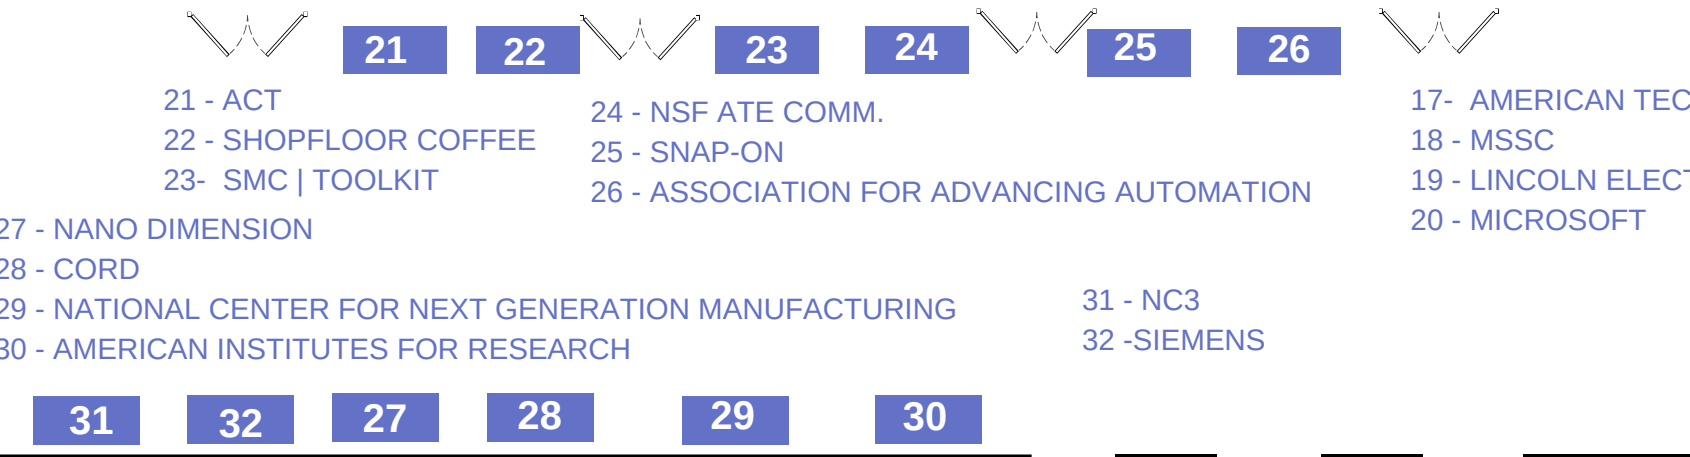 21 22 23 24 25 26
21 - ACT
22 - SHOPFLOOR COFFEE
23- SMC | TOOLKIT
24 - NSF ATE COMM.
25 - SNAP-ON
26 - ASSOCIATION FOR ADVANCING AUTOMATION
17- AMERICAN TEC
18 - MSSC
19 - LINCOLN ELECT
20 - MICROSOFT
27 - NANO DIMENSION
28 - CORD
29 - NATIONAL CENTER FOR NEXT GENERATION MANUFACTURING
30 - AMERICAN INSTITUTES FOR RESEARCH
31 - NC3
32 -SIEMENS
31 32 27 28 29 30